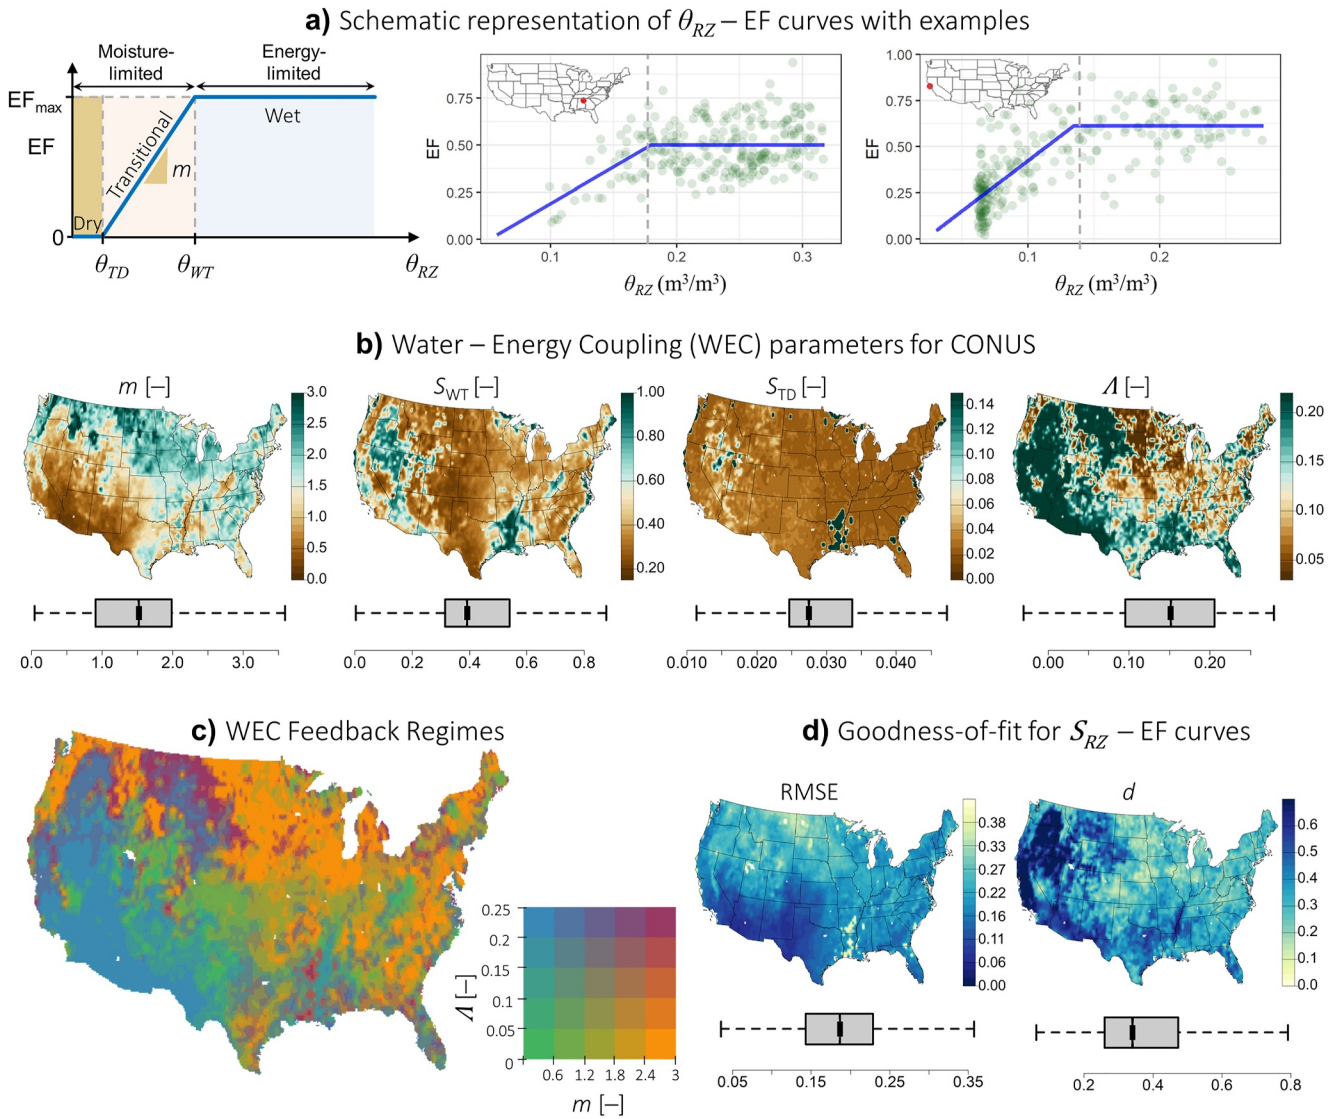 a) Schematic representation of θRZ – EF curves with examples
Moisture-
limited
Energy-
limited
EFmax
EF
0
Dry
Transitional
m
Wet
θTD
θWT
θRZ
EF
0.75
0.50
0.25
0.00
0.1
0.2
0.3
θRZ (m³/m³)
EF
1.00
0.75
0.50
0.25
0.00
0.1
0.2
θRZ (m³/m³)
b) Water – Energy Coupling (WEC) parameters for CONUS
m [–]
3.0
2.5
2.0
1.5
1.0
0.5
0.0
0.0 1.0 2.0 3.0
SWT [–]
1.00
0.80
0.60
0.40
0.20
0.0 0.2 0.4 0.6 0.8
STD [–]
0.14
0.12
0.10
0.08
0.06
0.04
0.02
0.00
0.010 0.020 0.030 0.040
Λ [–]
0.20
0.15
0.10
0.05
0.00 0.10 0.20
c) WEC Feedback Regimes
Λ [–]
0.25
0.2
0.15
0.1
0.05
0
0.6 1.2 1.8 2.4 3
m [–]
d) Goodness-of-fit for SRZ – EF curves
RMSE
0.38
0.33
0.27
0.22
0.16
0.11
0.06
0.00
0.05 0.15 0.25 0.35
d
0.6
0.5
0.4
0.3
0.2
0.1
0.0
0.2 0.4 0.6 0.8